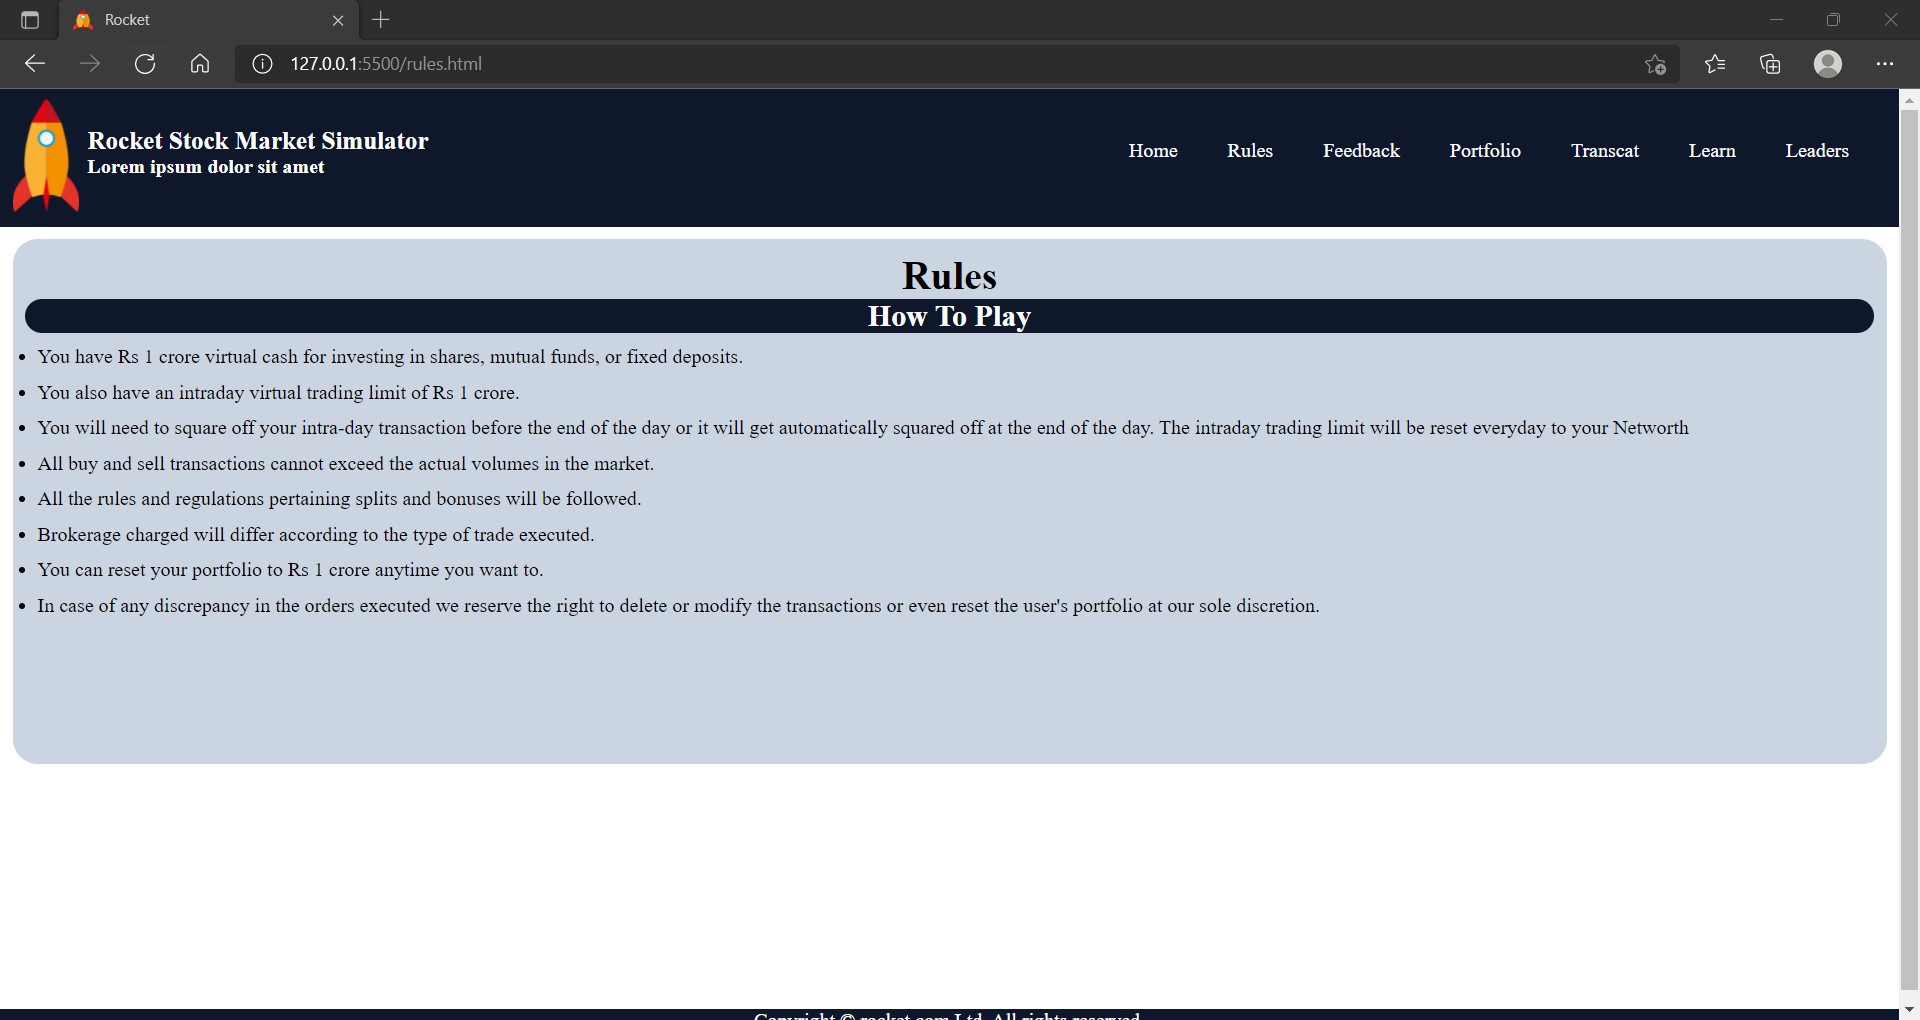 Rocket
127.0.0.1:5500/rules.html
Rocket Stock Market Simulator
Lorem ipsum dolor sit amet
Home Rules Feedback Portfolio Transcat Learn Leaders
Rules
How To Play
• You have Rs 1 crore virtual cash for investing in shares, mutual funds, or fixed deposits.
• You also have an intraday virtual trading limit of Rs 1 crore.
• You will need to square off your intra-day transaction before the end of the day or it will get automatically squared off at the end of the day. The intraday trading limit will be reset everyday to your Networth
• All buy and sell transactions cannot exceed the actual volumes in the market.
• All the rules and regulations pertaining splits and bonuses will be followed.
• Brokerage charged will differ according to the type of trade executed.
• You can reset your portfolio to Rs 1 crore anytime you want to.
• In case of any discrepancy in the orders executed we reserve the right to delete or modify the transactions or even reset the user's portfolio at our sole discretion.
Copyright © rocket.com Ltd. All rights reserved